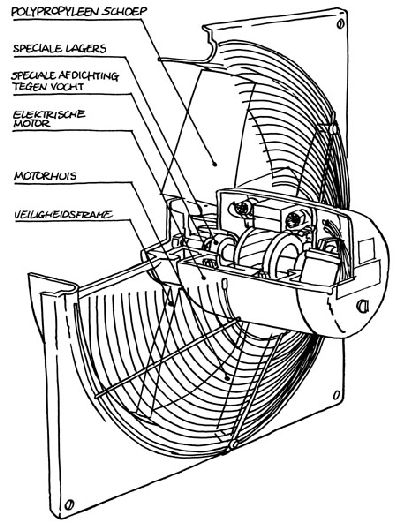 POLYPROPYLEEN SCHOEP
SPECIALE LAGERS
SPECIALE AFDICHTING
TEGEN VOCHT
ELEKTRISCHE
MOTOR
MOTORHUIS
VEILIGHEIDSFRAME